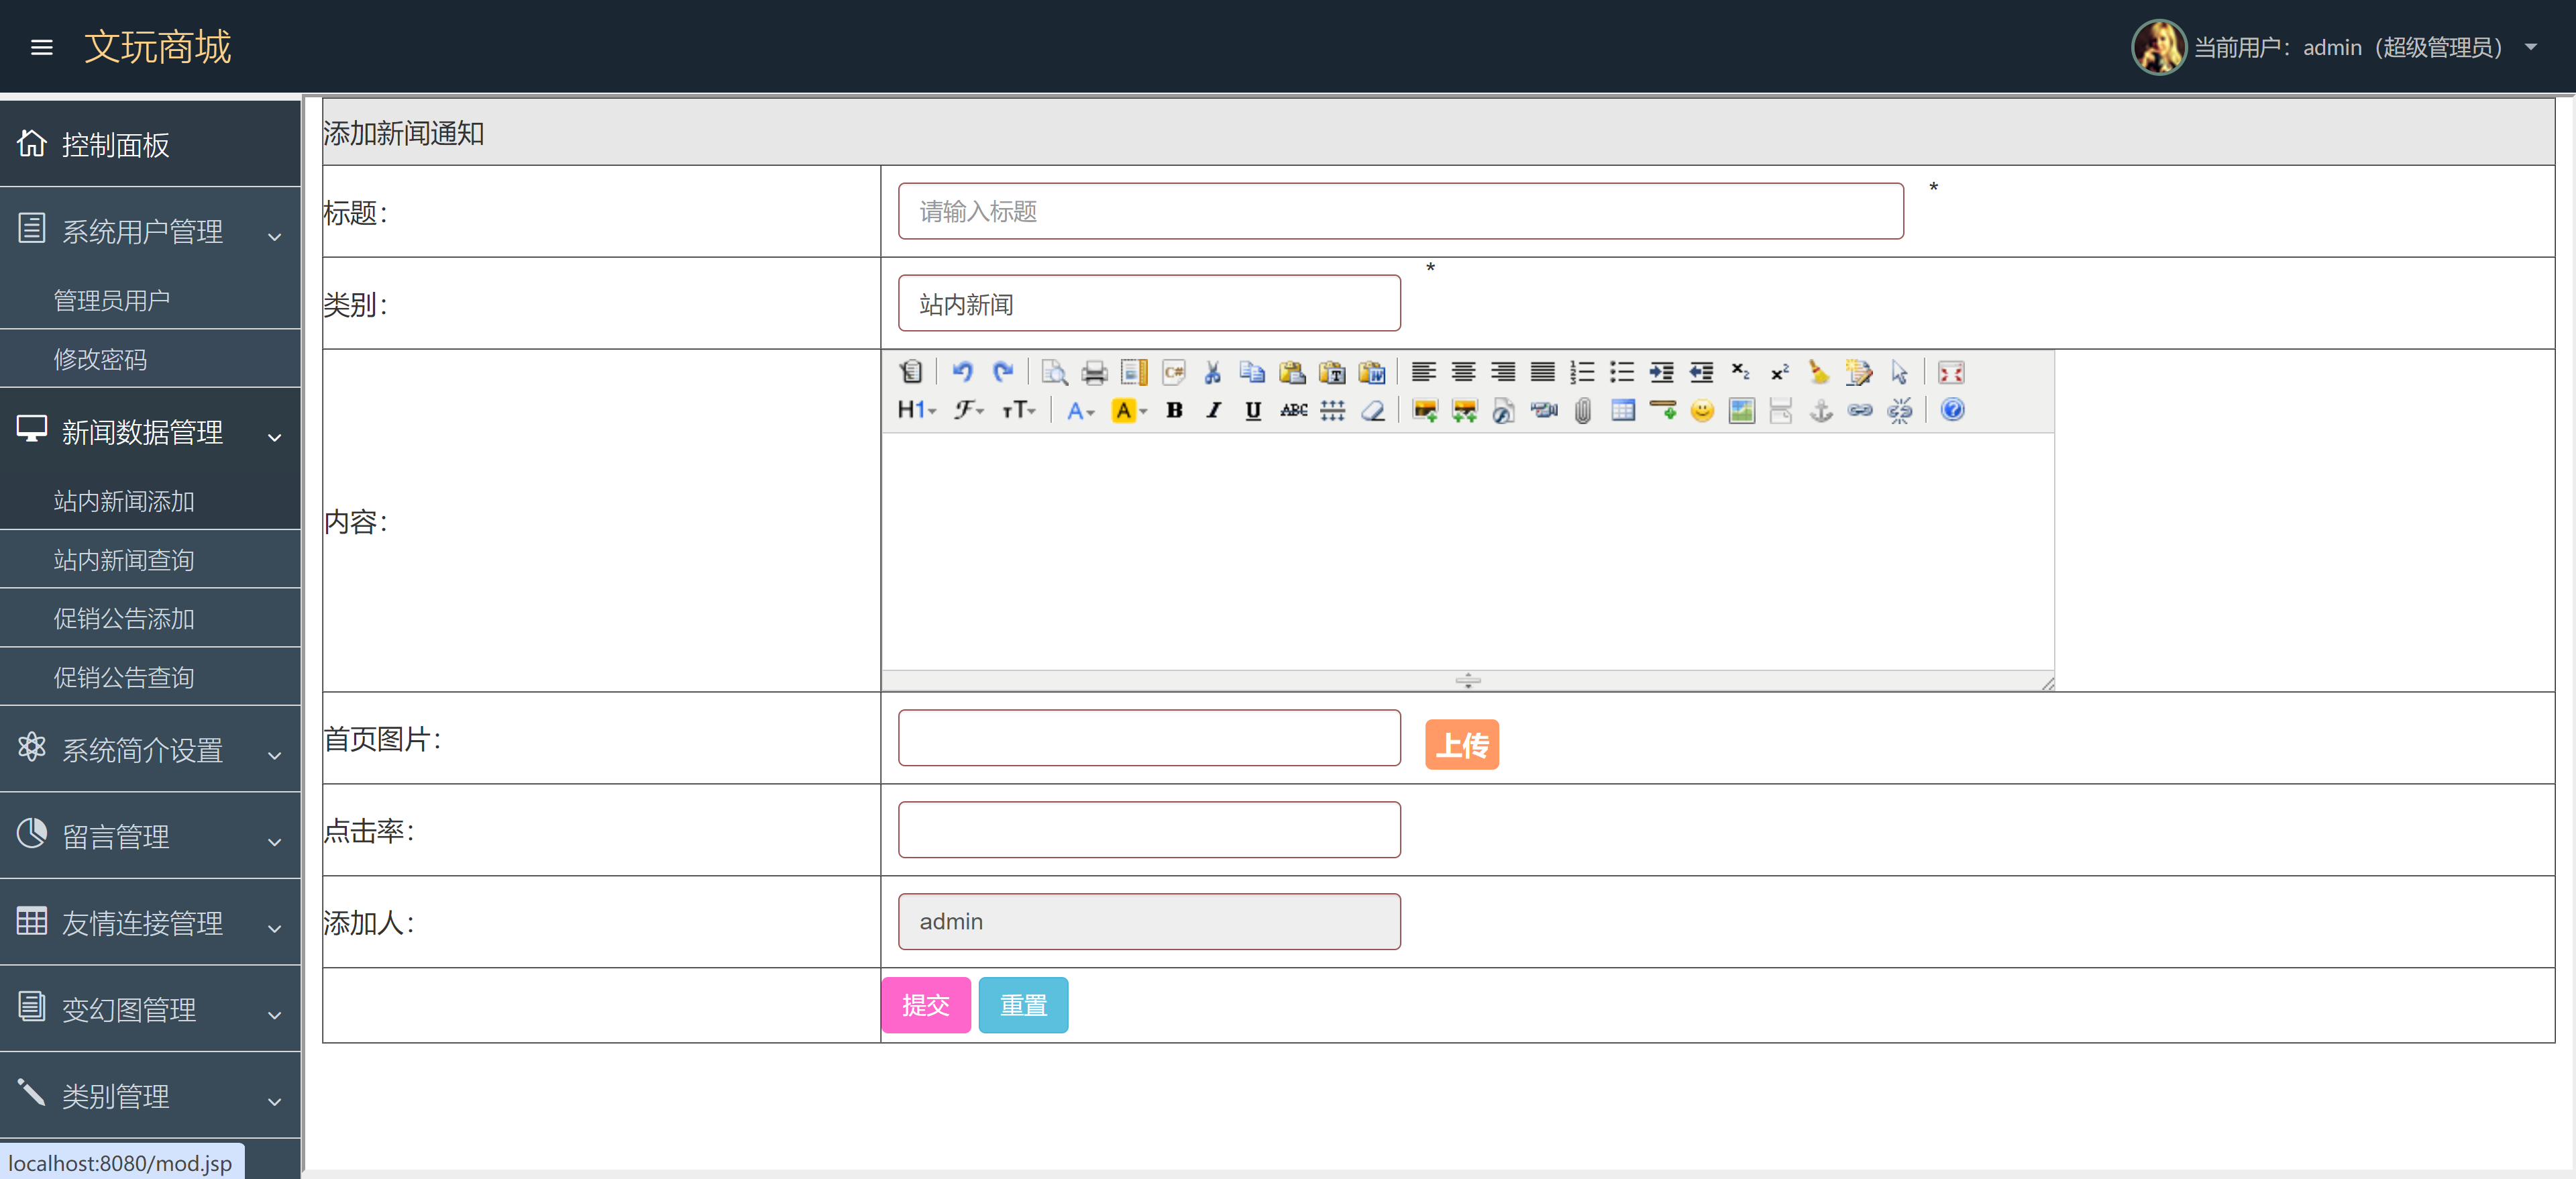 文玩商城
当前用户：admin（超级管理员）
控制面板
系统用户管理
管理员用户
修改密码
新闻数据管理
站内新闻添加
站内新闻查询
促销公告添加
促销公告查询
系统简介设置
留言管理
友情连接管理
变幻图管理
类别管理
localhost:8080/mod.jsp
添加新闻通知
标题：
请输入标题
*
类别：
站内新闻
*
内容：
首页图片：
上传
点击率：
添加人：
admin
提交
重置